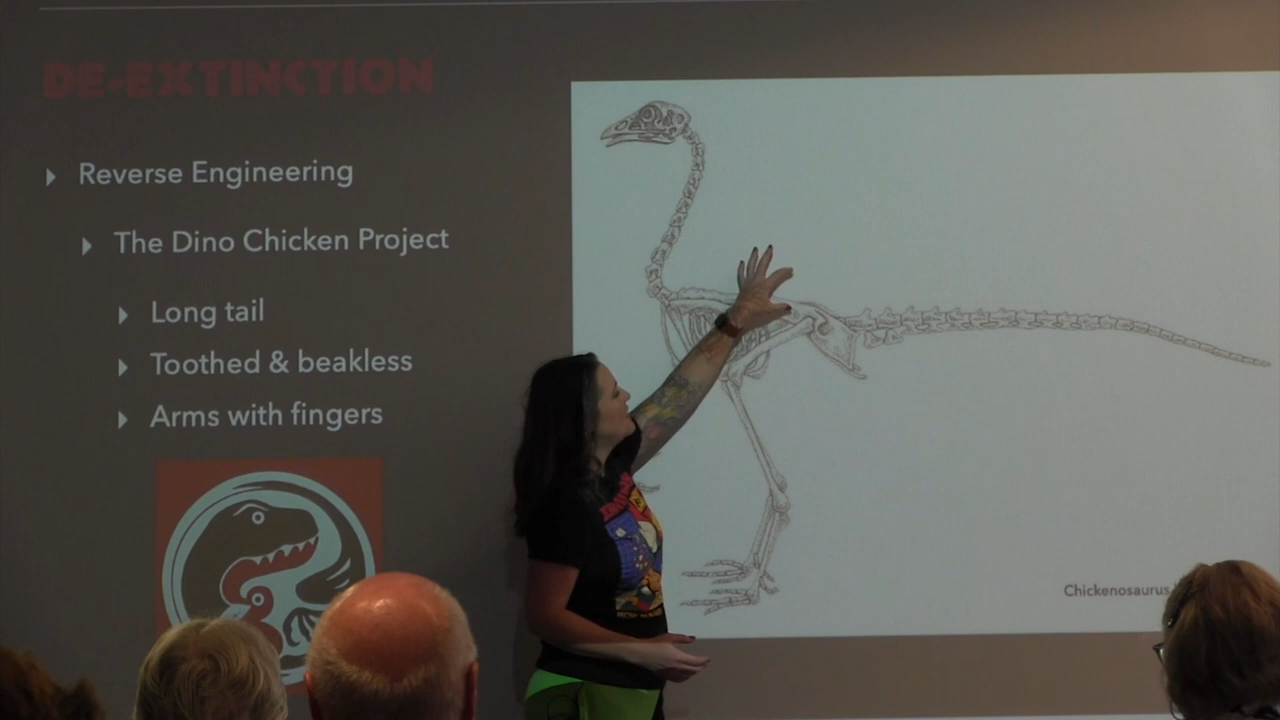 DE-EXTINCTION
Reverse Engineering
The Dino Chicken Project
Long tail
Toothed & beakless
Arms with fingers
Chickenosaurus